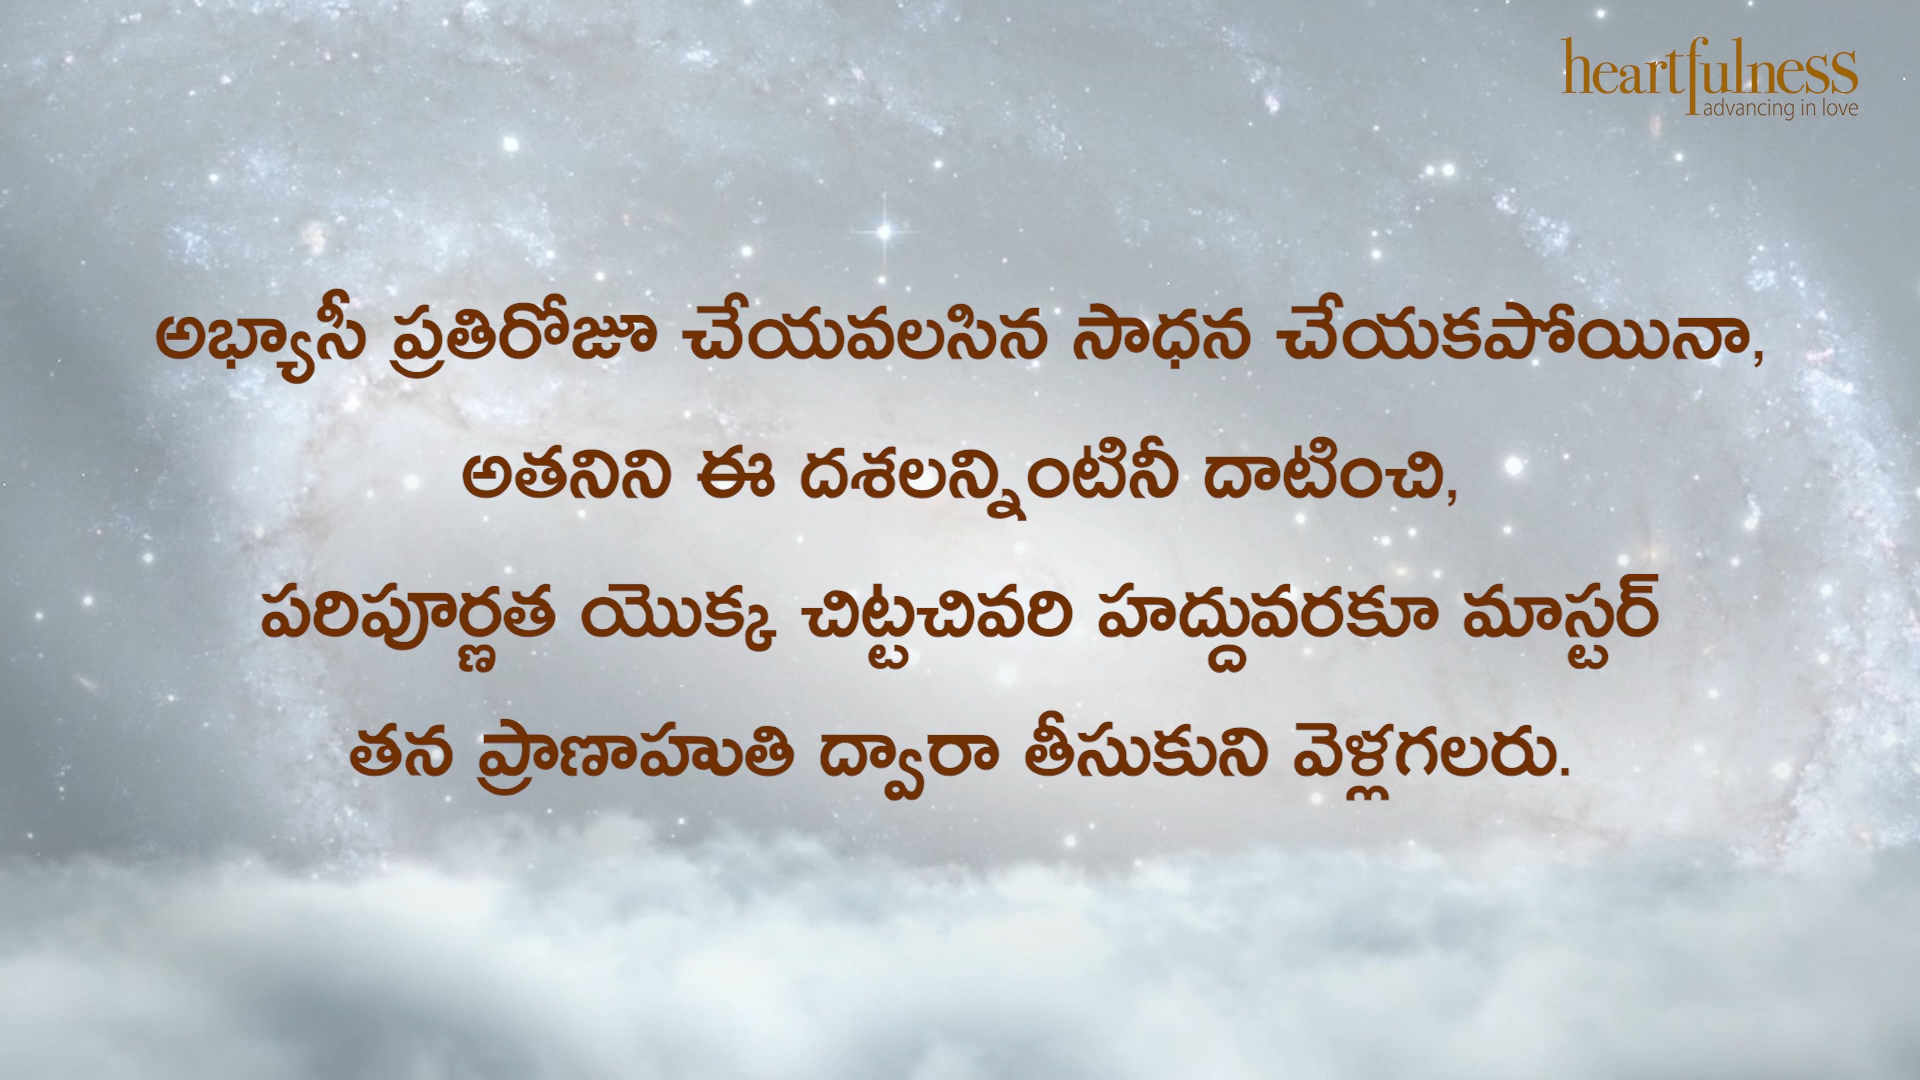 heartfulness
advancing in love
అభ్యాసీ ప్రతిరోజూ చేయవలసిన సాధన చేయకపోయినా,
అతనిని ఈ దశలన్నింటినీ దాటించి,
పరిపూర్ణత యొక్క చిట్టచివరి హద్దువరకూ మాస్టర్
తన ప్రాణాహుతి ద్వారా తీసుకుని వెళ్లగలరు.